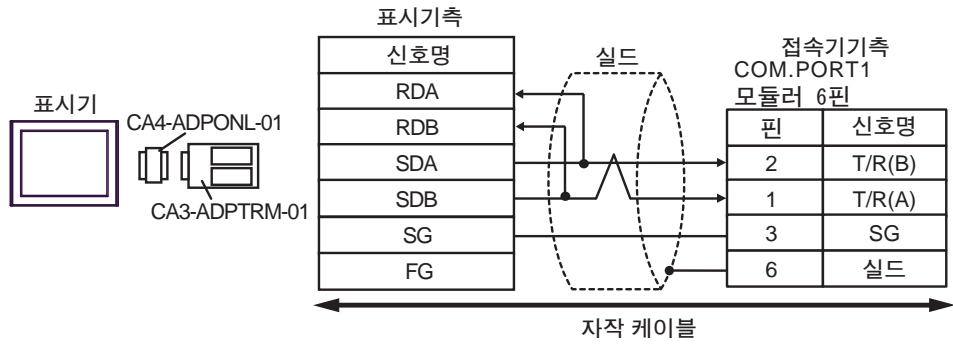 표시기측
실드
접속기기측
COM.PORT1
모듈러 6핀
표시기
CA4-ADPONL-01
CA3-ADPTRM-01
신호명
RDA
RDB
SDA
SDB
SG
FG
핀 신호명
2 T/R(B)
1 T/R(A)
3 SG
6 실드
자작 케이블